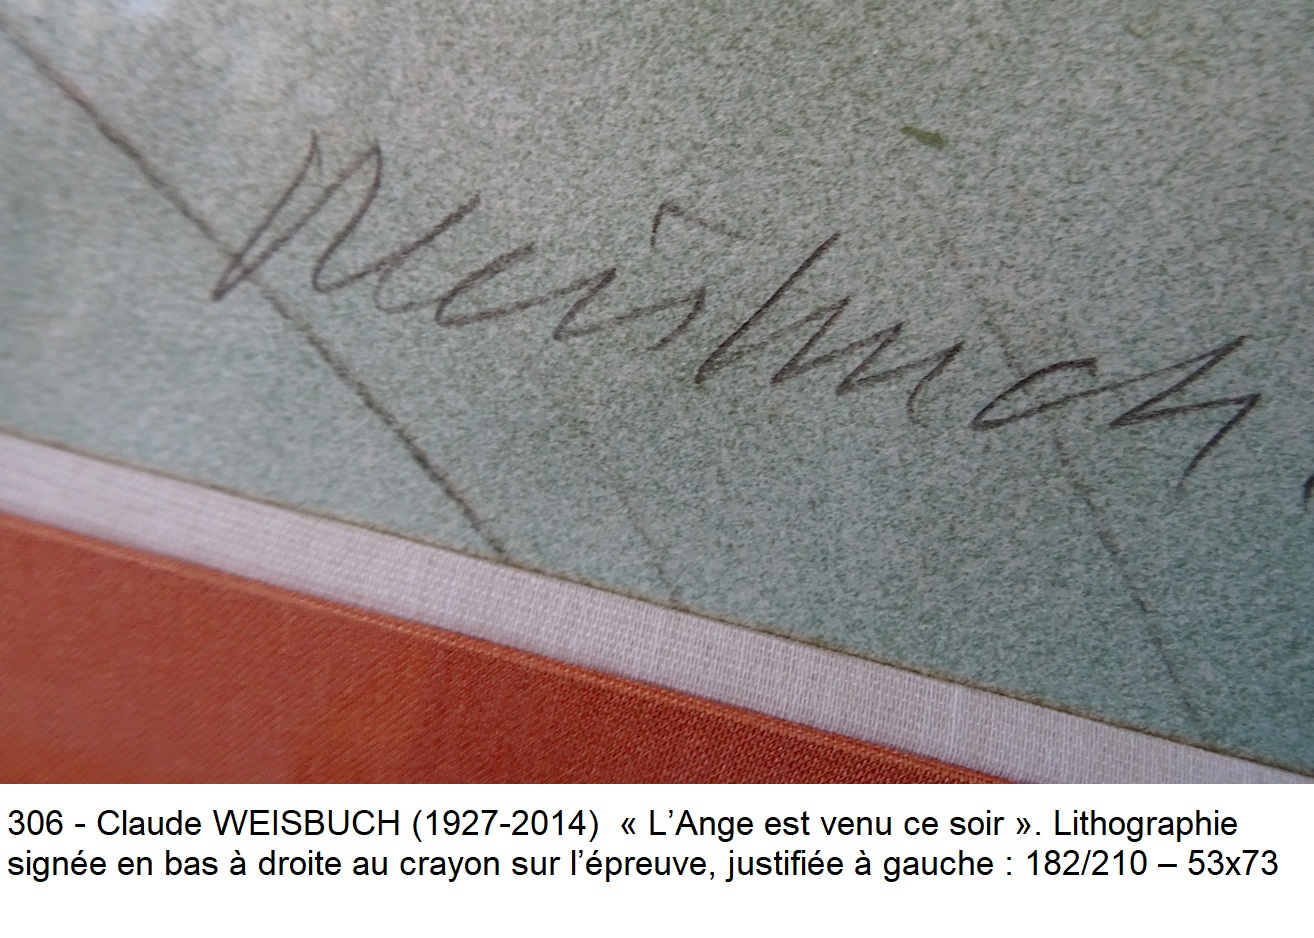 Weisbuch
306 - Claude WEISBUCH (1927-2014)  « L’Ange est venu ce soir ». Lithographie
signée en bas à droite au crayon sur l’épreuve, justifiée à gauche : 182/210 – 53x73